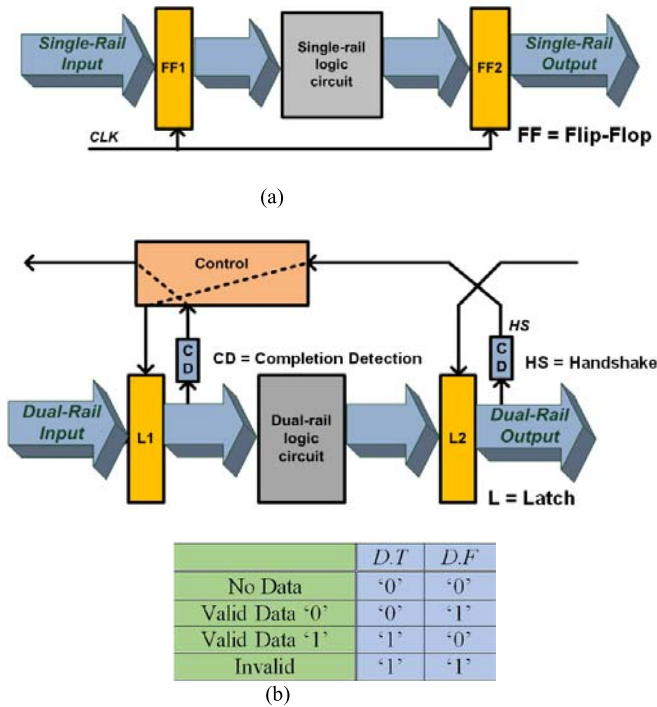 Single-Rail
Input
FF1
Single-rail
logic
circuit
FF2
Single-Rail
Output
CLK
FF = Flip-Flop
(a)
Control
HS
CD
CD = Completion Detection
CD
HS = Handshake
Dual-Rail
Input
L1
Dual-rail
logic
circuit
L2
Dual-Rail
Output
L = Latch
D.T D.F
No Data ‘0’ ‘0’
Valid Data ‘0’ ‘0’ ‘1’
Valid Data ‘1’ ‘1’ ‘0’
Invalid ‘1’ ‘1’
(b)